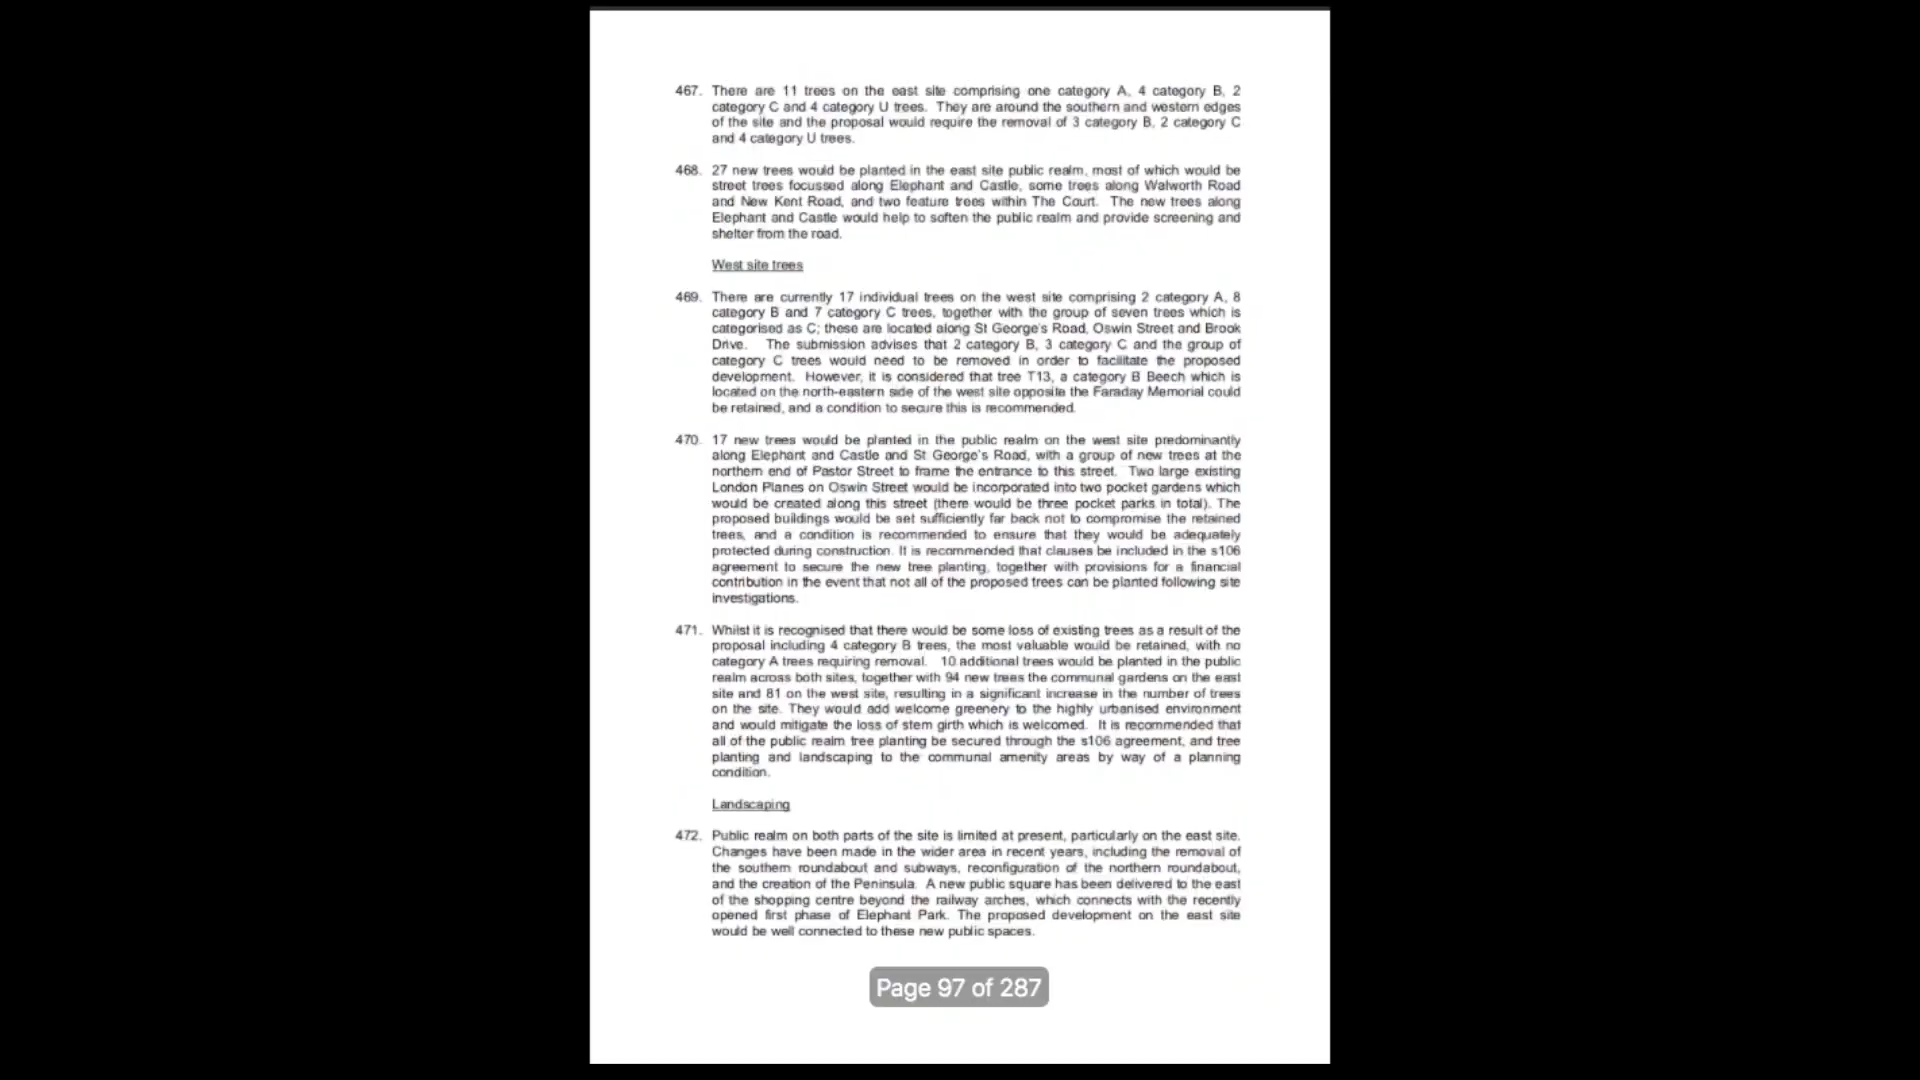 467. There are 11 trees on the east site comprising one category A, 4 category B, 2
category C and 4 category U trees. They are around the southern and western edges
of the site and the proposal would require the removal of 3 category B, 2 category C
and 4 category U trees.
468. 27 new trees would be planted in the east site public realm, most of which would be
street trees focussed along Elephant and Castle, some trees along Walworth Road
and New Kent Road, and two feature trees within The Court. The new trees along
Elephant and Castle would help to soften the public realm and provide screening and
shelter from the road.
West site trees
469. There are currently 17 individual trees on the west site comprising 2 category A, 8
category B and 7 category C trees, together with the group of seven trees which is
categorised as C; these are located along St George's Road, Oswin Street and Brook
Drive. The submission advises that 2 category B, 3 category C and the group of
category C trees would need to be removed in order to facilitate the proposed
development. However, it is considered that tree T13, a category B Beech which is
located on the north-eastern side of the west site opposite the Faraday Memorial could
be retained, and a condition to secure this is recommended.
470. 17 new trees would be planted in the public realm on the west site predominantly
along Elephant and Castle and St George's Road, with a group of new trees at the
northern end of Pastor Street to frame the entrance to this street. Two large existing
London Planes on Oswin Street would be incorporated into two pocket gardens which
would be created along this street (there would be three pocket parks in total). The
proposed buildings would be set sufficiently far back not to compromise the retained
trees, and a condition is recommended to ensure that they would be adequately
protected during construction. It is recommended that clauses be included in the s106
agreement to secure the new tree planting, together with provisions for a financial
contribution in the event that not all of the proposed trees can be planted following site
investigations.
471. Whilst it is recognised that there would be some loss of existing trees as a result of the
proposal including 4 category B trees, the most valuable would be retained, with no
category A trees requiring removal. 10 additional trees would be planted in the public
realm across both sites, together with 94 new trees the communal gardens on the east
site and 81 on the west site, resulting in a significant increase in the number of trees
on the site. They would add welcome greenery to the highly urbanised environment
and would mitigate the loss of stem girth which is welcomed. It is recommended that
all of the public realm tree planting be secured through the s106 agreement, and tree
planting and landscaping to the communal amenity areas by way of a planning
condition.
Landscaping
472. Public realm on both parts of the site is limited at present, particularly on the east site.
Changes have been made in the wider area in recent years, including the removal of
the southern roundabout and subways, reconfiguration of the northern roundabout,
and the creation of the Peninsula. A new public square has been delivered to the east
of the shopping centre beyond the railway arches, which connects with the recently
opened first phase of Elephant Park. The proposed development on the east site
would be well connected to these new public spaces.
Page 97 of 287